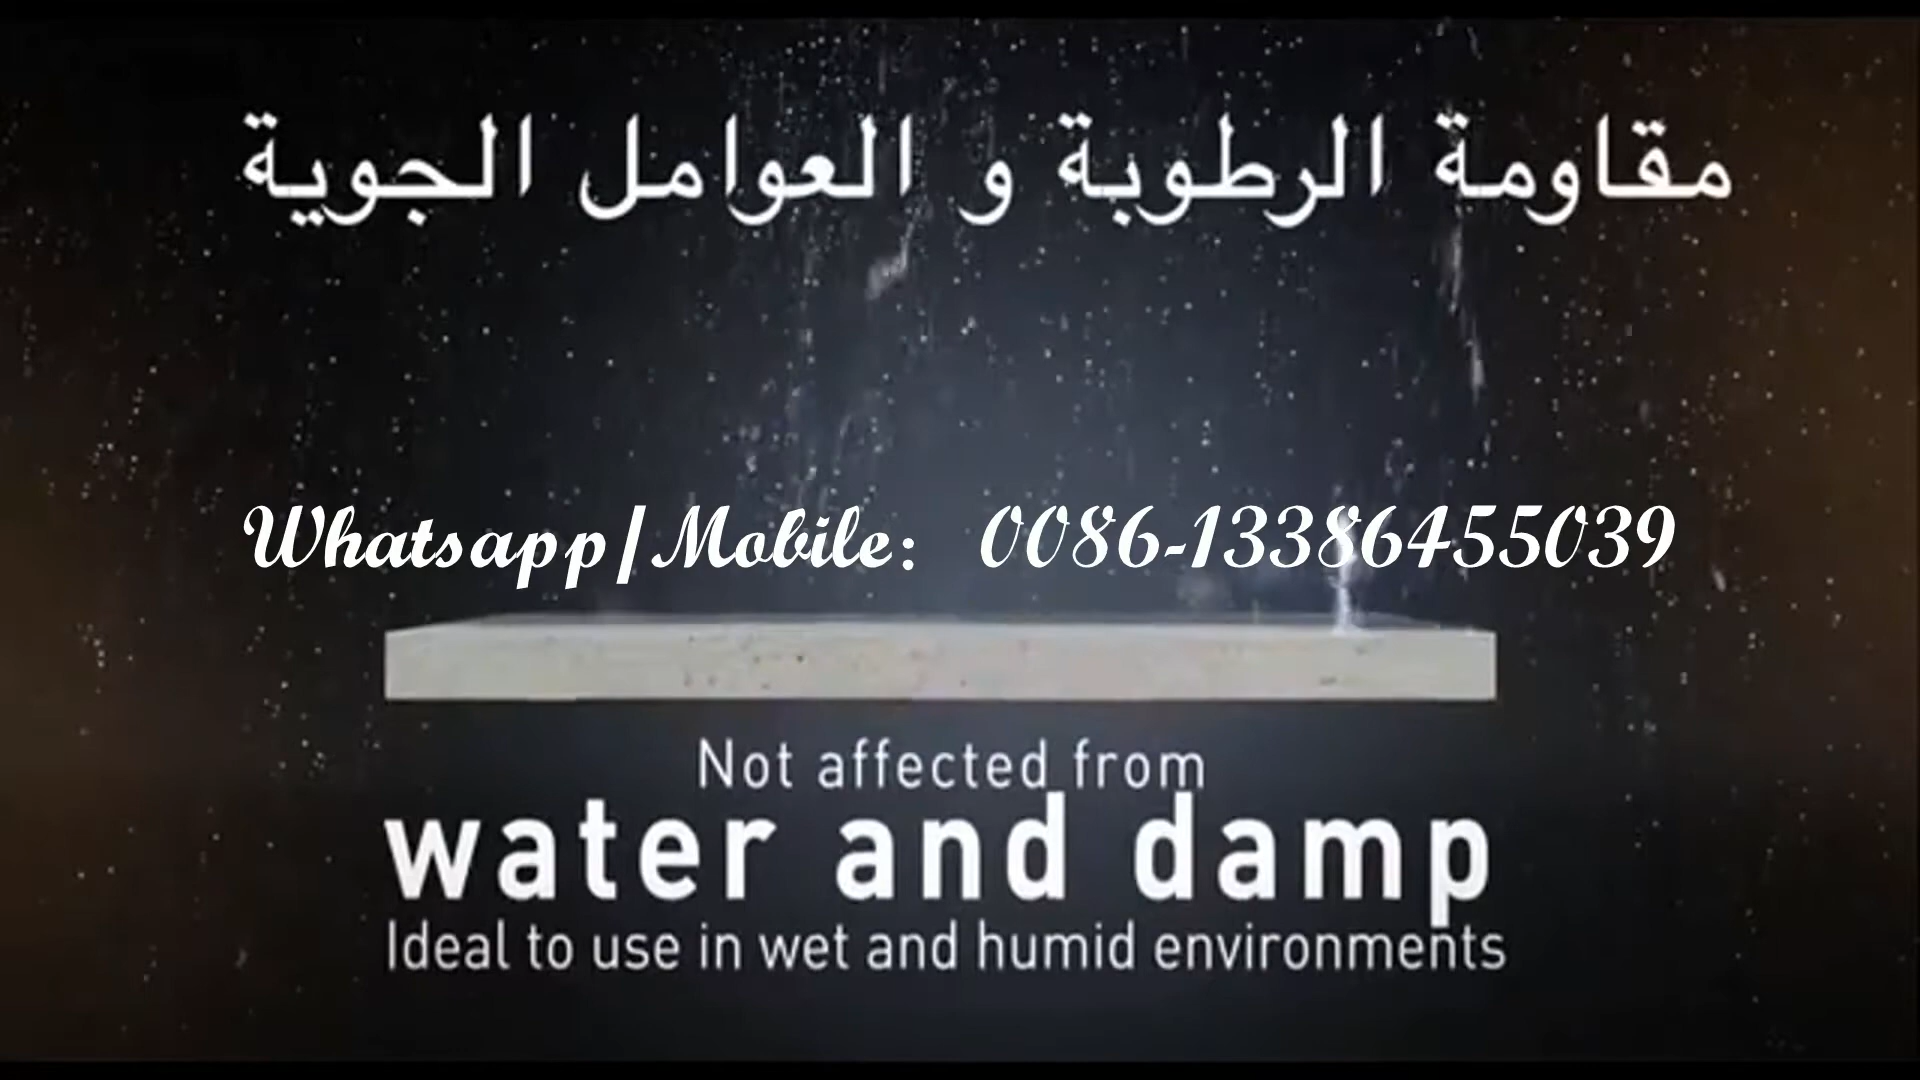 مقاومة الرطوبة و العوامل الجوية
Whatsapp/Mobile: 0086-13386455039
Not affected from
water and damp
Ideal to use in wet and humid environments